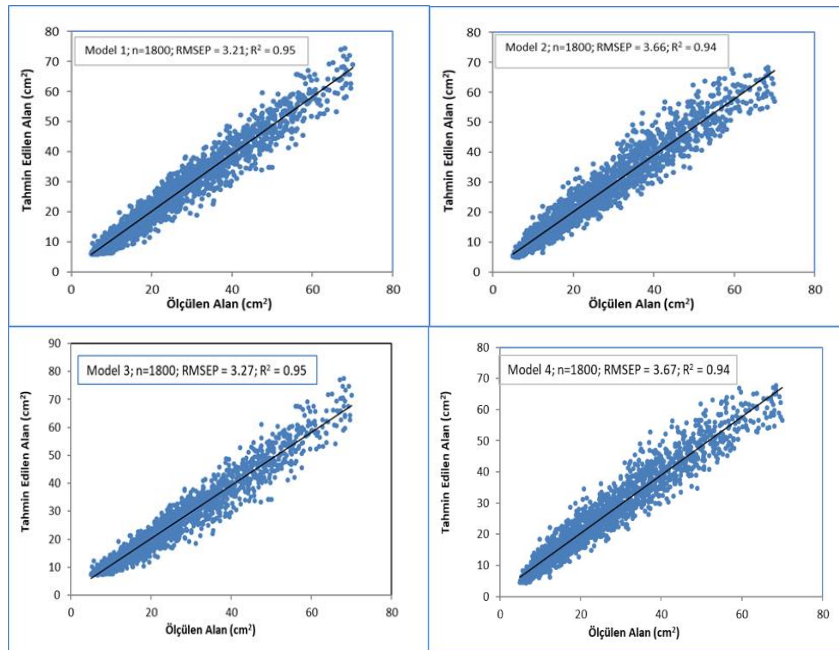 Model 1; n=1800; RMSEP = 3.21; R² = 0.95
Tahmin Edilen Alan (cm²)
80
70
60
50
40
30
20
10
0
0 20 40 60 80
Ölçülen Alan (cm²)
Model 2; n=1800; RMSEP = 3.66; R² = 0.94
Tahmin Edilen Alan (cm²)
80
70
60
50
40
30
20
10
0
0 20 40 60 80
Ölçülen Alan (cm²)
Model 3; n=1800; RMSEP = 3.27; R² = 0.95
Tahmin Edilen Alan (cm²)
90
80
70
60
50
40
30
20
10
0
0 20 40 60 80
Ölçülen Alan (cm²)
Model 4; n=1800; RMSEP = 3.67; R² = 0.94
Tahmin Edilen Alan (cm²)
80
70
60
50
40
30
20
10
0
0 20 40 60 80
Ölçülen Alan (cm²)